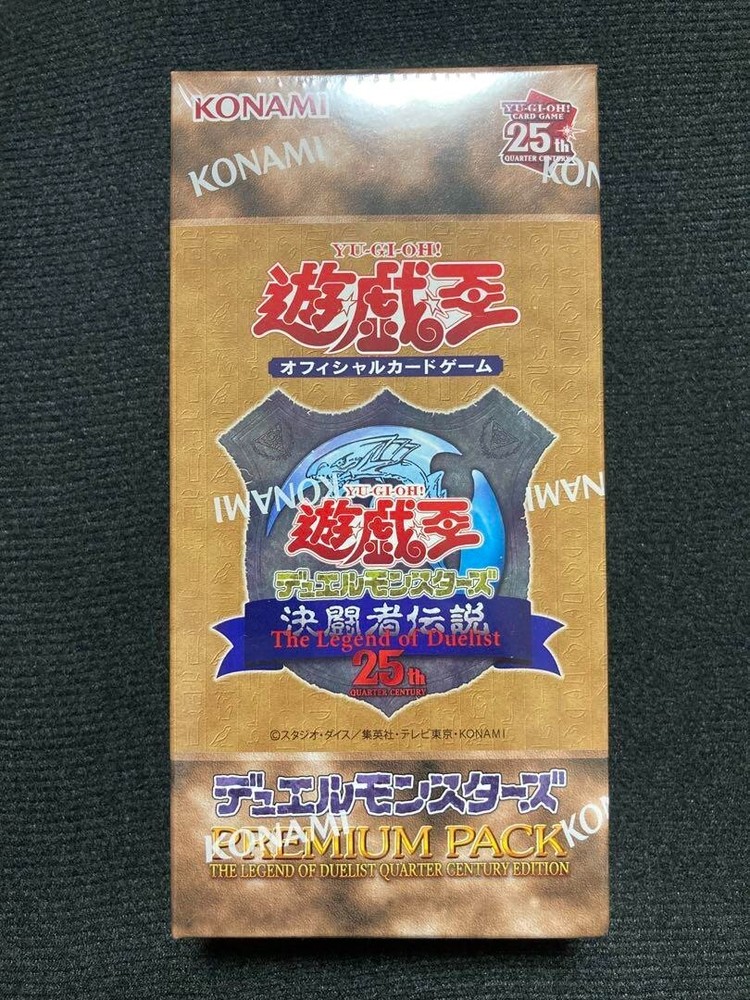 KONAMI
YU-GI-OH!
CARD GAME
25th
QUARTER CENTURY
KONAMI
KON
YU-GI-OH!
遊戯王
オフィシャルカードゲーム
KONAMI
KONAMI
KONAMI
YU-GI-OH!
遊戯王
デュエルモンスターズ
決闘者伝説
The Legend of Duelist
25th
QUARTER CENTURY
©スタジオ・ダイス／集英社・テレビ東京・KONAMI
デュエルモンスターズ
KONAMI
KO
PREMIUM PACK
THE LEGEND OF DUELIST QUARTER CENTURY EDITION